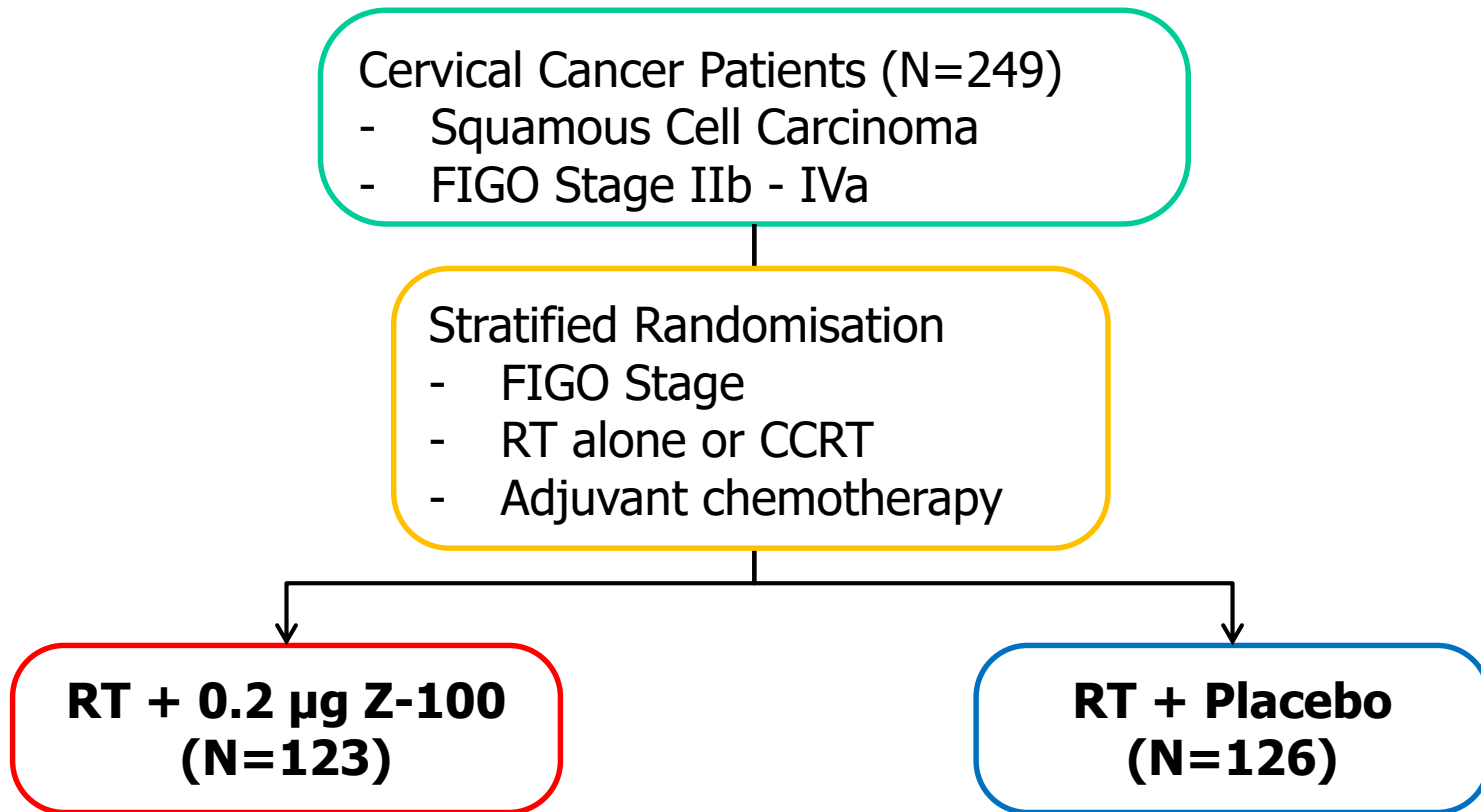 Cervical Cancer Patients (N=249)
- Squamous Cell Carcinoma
- FIGO Stage IIb - IVa
Stratified Randomisation
- FIGO Stage
- RT alone or CCRT
- Adjuvant chemotherapy
RT + 0.2 µg Z-100
(N=123)
RT + Placebo
(N=126)